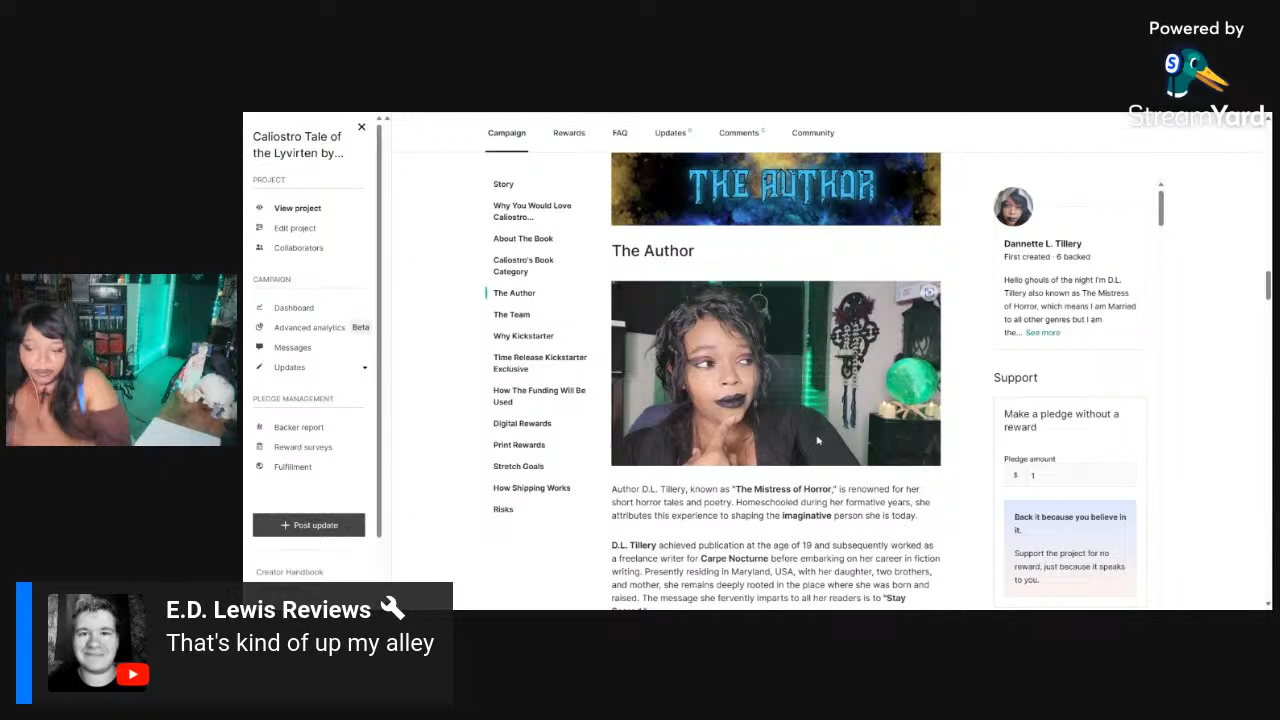 Powered by
StreamYard
Caliostro Tale of
the Lyvirten by...
PROJECT
View project
Edit project
Collaborators
CAMPAIGN
Dashboard
Advanced analytics Beta
Messages
Updates
PLEDGE MANAGEMENT
Backer report
Reward surveys
Fulfillment
+ Post update
Creator Handbook
Campaign Rewards FAQ Updates 0 Comments 0 Community
Story
Why You Would Love
Caliostro...
About The Book
Caliostro's Book
Category
The Author
The Team
Why Kickstarter
Time Release Kickstarter
Exclusive
How The Funding Will Be
Used
Digital Rewards
Print Rewards
Stretch Goals
How Shipping Works
Risks
THE AUTHOR
The Author
Author D.L. Tillery, known as "The Mistress of Horror," is renowned for her
short horror tales and poetry. Homeschooled during her formative years, she
attributes this experience to shaping the imaginative person she is today.
D.L. Tillery achieved publication at the age of 19 and subsequently worked as
a freelance writer for Carpe Nocturne before embarking on her career in fiction
writing. Presently residing in Maryland, USA, with her daughter, two brothers,
and mother, she remains deeply rooted in the place where she was born and
raised. The message she fervently imparts to all her readers is to "Stay
Dannette L. Tillery
First created · 6 backed
Hello ghouls of the night I'm D.L.
Tillery also known as The Mistress
of Horror, which means I am Married
to all other genres but I am
the... See more
Support
Make a pledge without a
reward
Pledge amount
$ 1
Back it because you believe in
it.
Support the project for no
reward, just because it speaks
to you.
E.D. Lewis Reviews
That's kind of up my alley